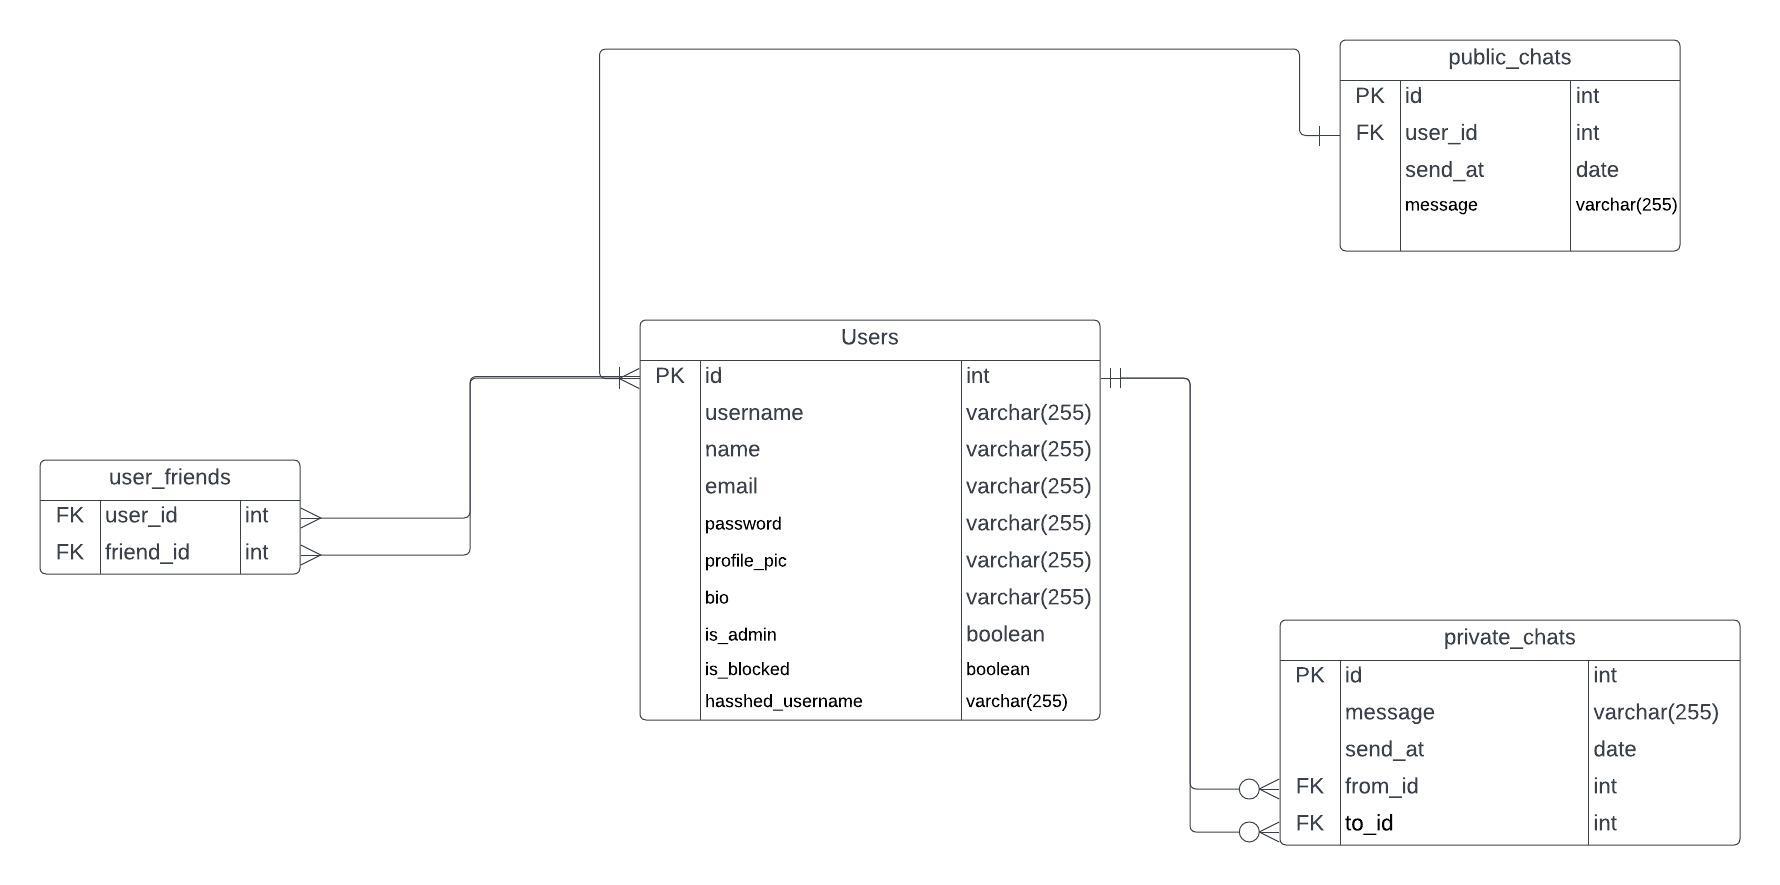 public_chats
PK id int
FK user_id int
send_at date
message varchar(255)
Users
PK id int
username varchar(255)
name varchar(255)
email varchar(255)
password varchar(255)
profile_pic varchar(255)
bio varchar(255)
is_admin boolean
is_blocked boolean
hasshed_username varchar(255)
user_friends
FK user_id int
FK friend_id int
private_chats
PK id int
message varchar(255)
send_at date
FK from_id int
FK to_id int